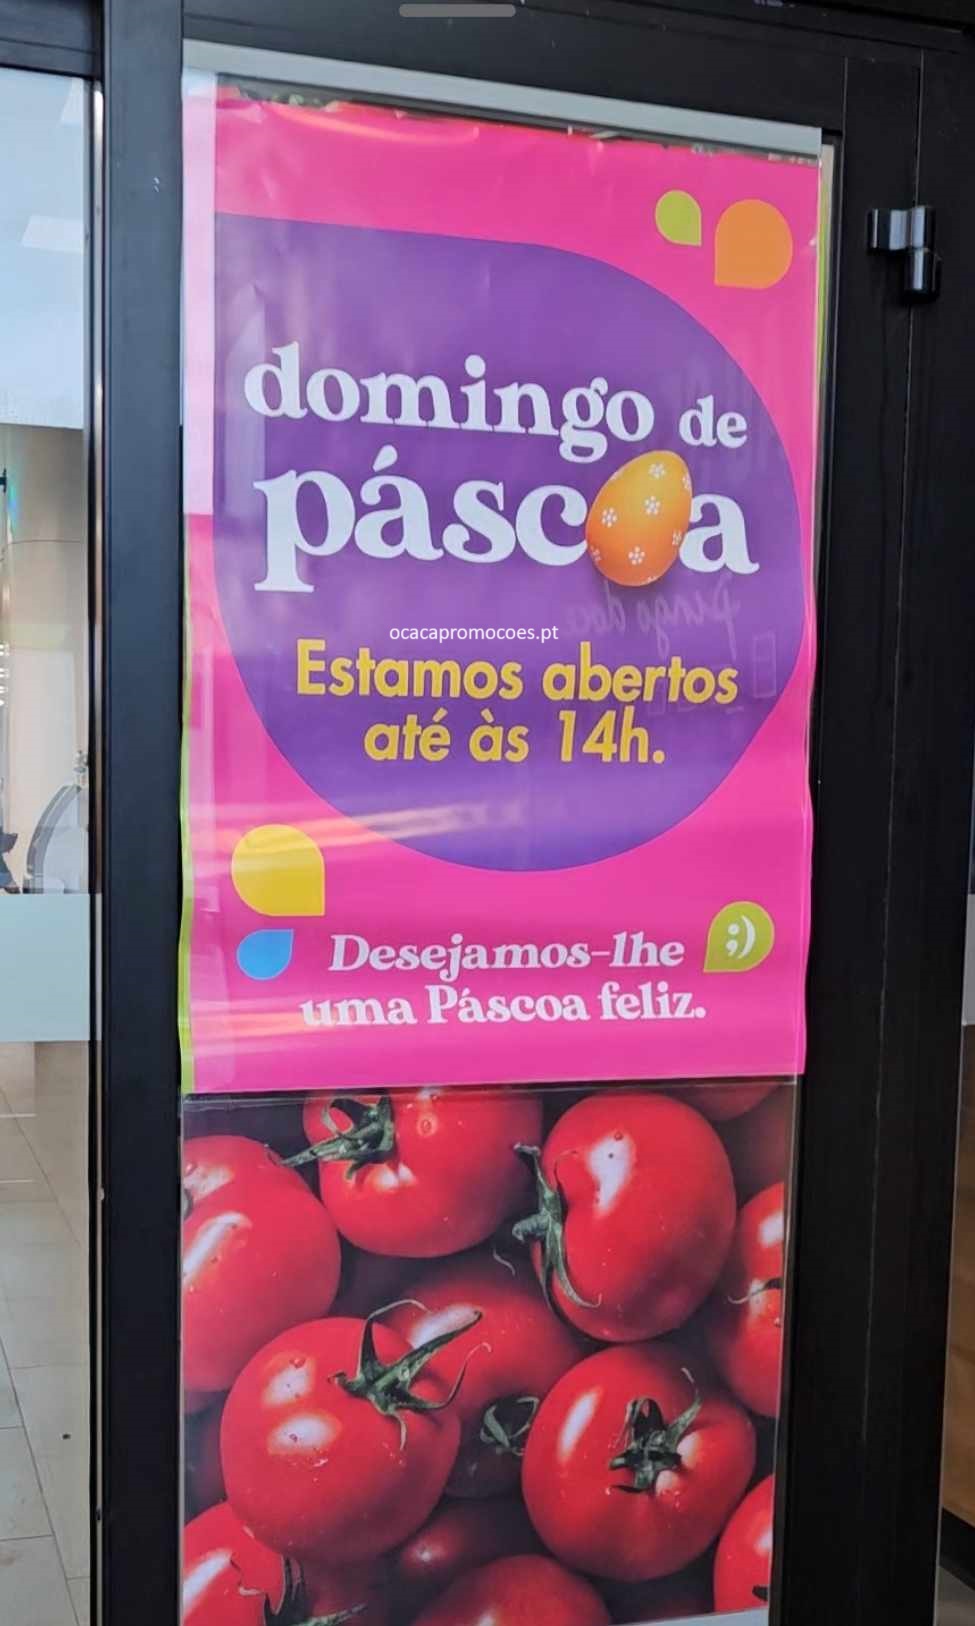 domingo de
páscoa
ocacapromocoes.pt
Estamos abertos
até às 14h.
Desejamos-lhe ;)
uma Páscoa feliz.